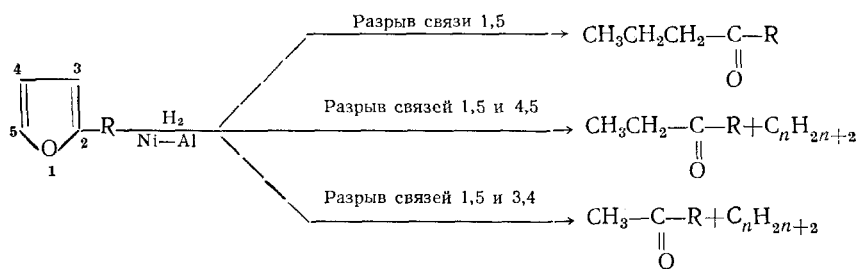 Разрыв связи 1,5
CH₃CH₂CH₂—C—R
O
4 3
5 2 R H₂
O Ni—Al
1
Разрыв связей 1,5 и 4,5
CH₃CH₂—C—R+CₙH₂ₙ₊₂
O
Разрыв связей 1,5 и 3,4
CH₃—C—R+CₙH₂ₙ₊₂
O